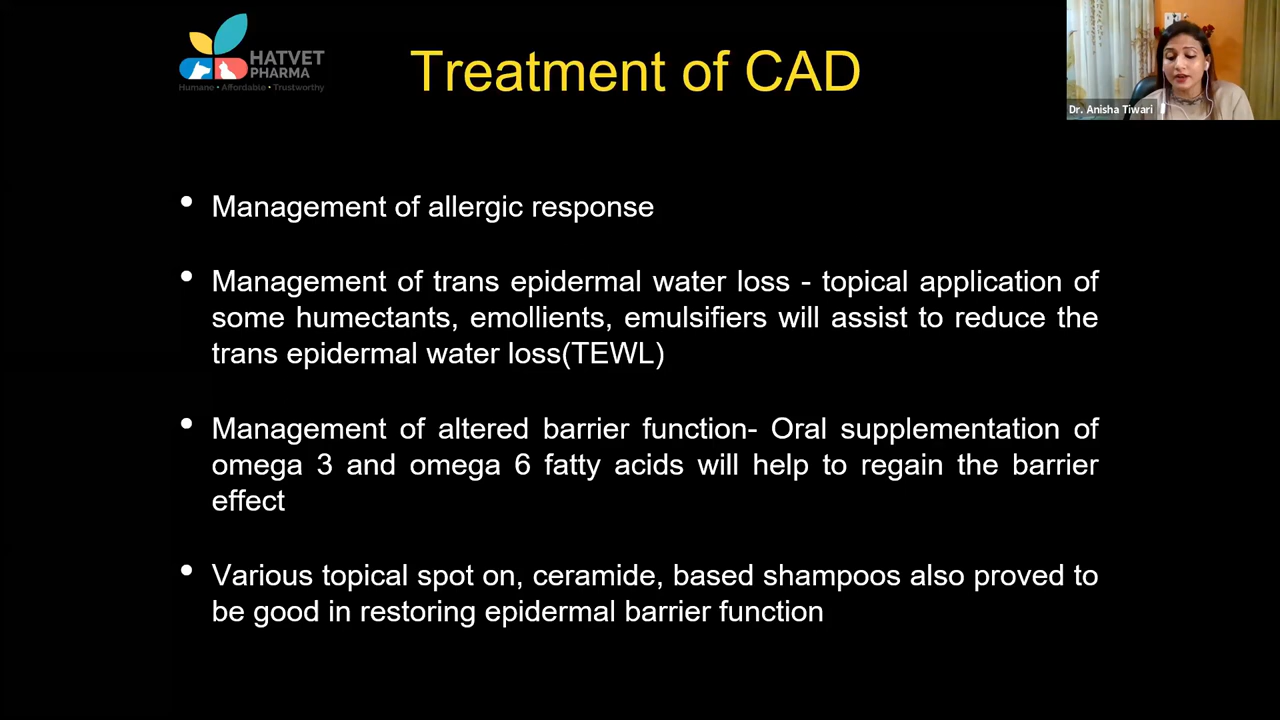 HATVET
PHARMA
Humane • Affordable • Trustworthy
Treatment of CAD
Dr. Anisha Tiwari
• Management of allergic response
• Management of trans epidermal water loss - topical application of
some humectants, emollients, emulsifiers will assist to reduce the
trans epidermal water loss(TEWL)
• Management of altered barrier function- Oral supplementation of
omega 3 and omega 6 fatty acids will help to regain the barrier
effect
• Various topical spot on, ceramide, based shampoos also proved to
be good in restoring epidermal barrier function